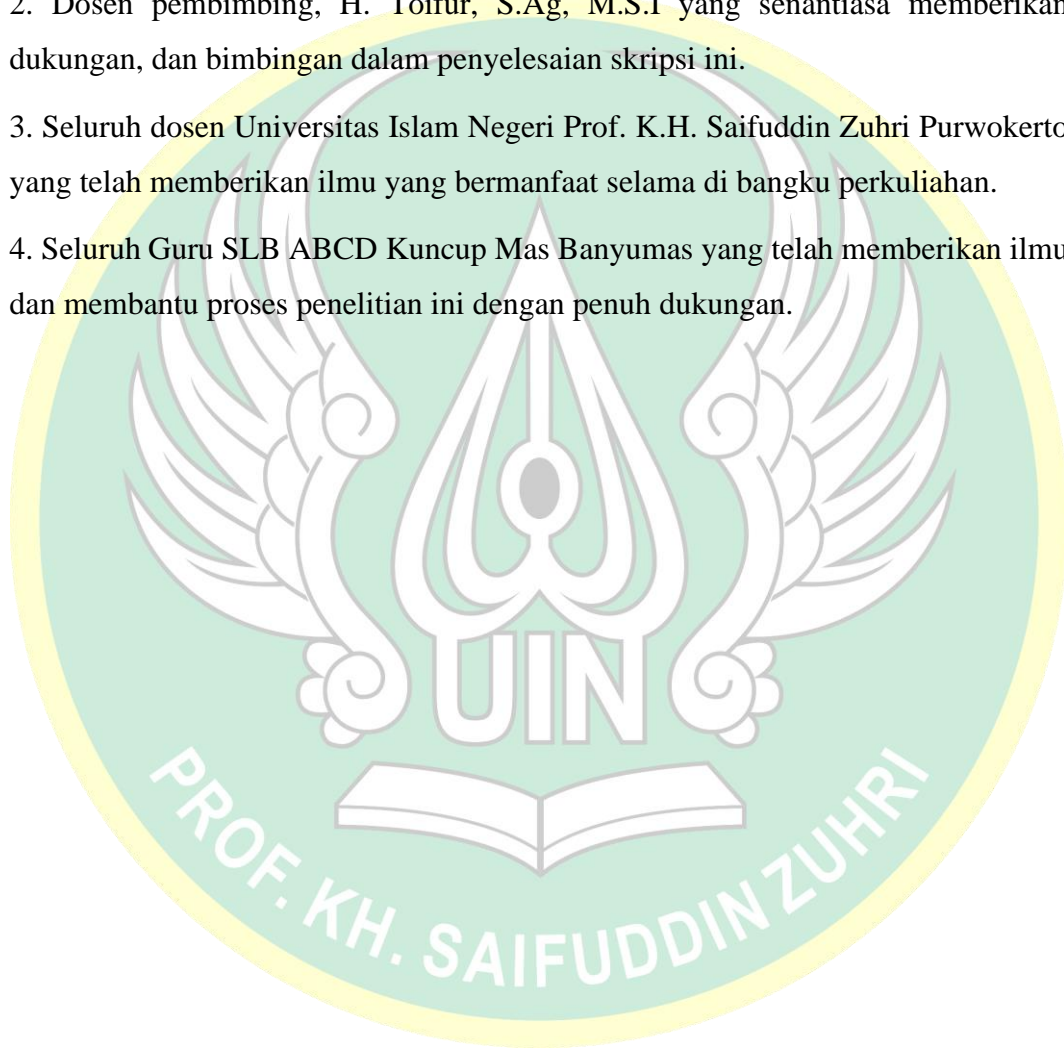 2. Dosen pembimbing, H. Toifur, S.Ag, M.S.I yang senantiasa memberikan
dukungan, dan bimbingan dalam penyelesaian skripsi ini.
3. Seluruh dosen Universitas Islam Negeri Prof. K.H. Saifuddin Zuhri Purwokerto
yang telah memberikan ilmu yang bermanfaat selama di bangku perkuliahan.
4. Seluruh Guru SLB ABCD Kuncup Mas Banyumas yang telah memberikan ilmu
dan membantu proses penelitian ini dengan penuh dukungan.
UIN
PROF. KH. SAIFUDDIN ZUHRI